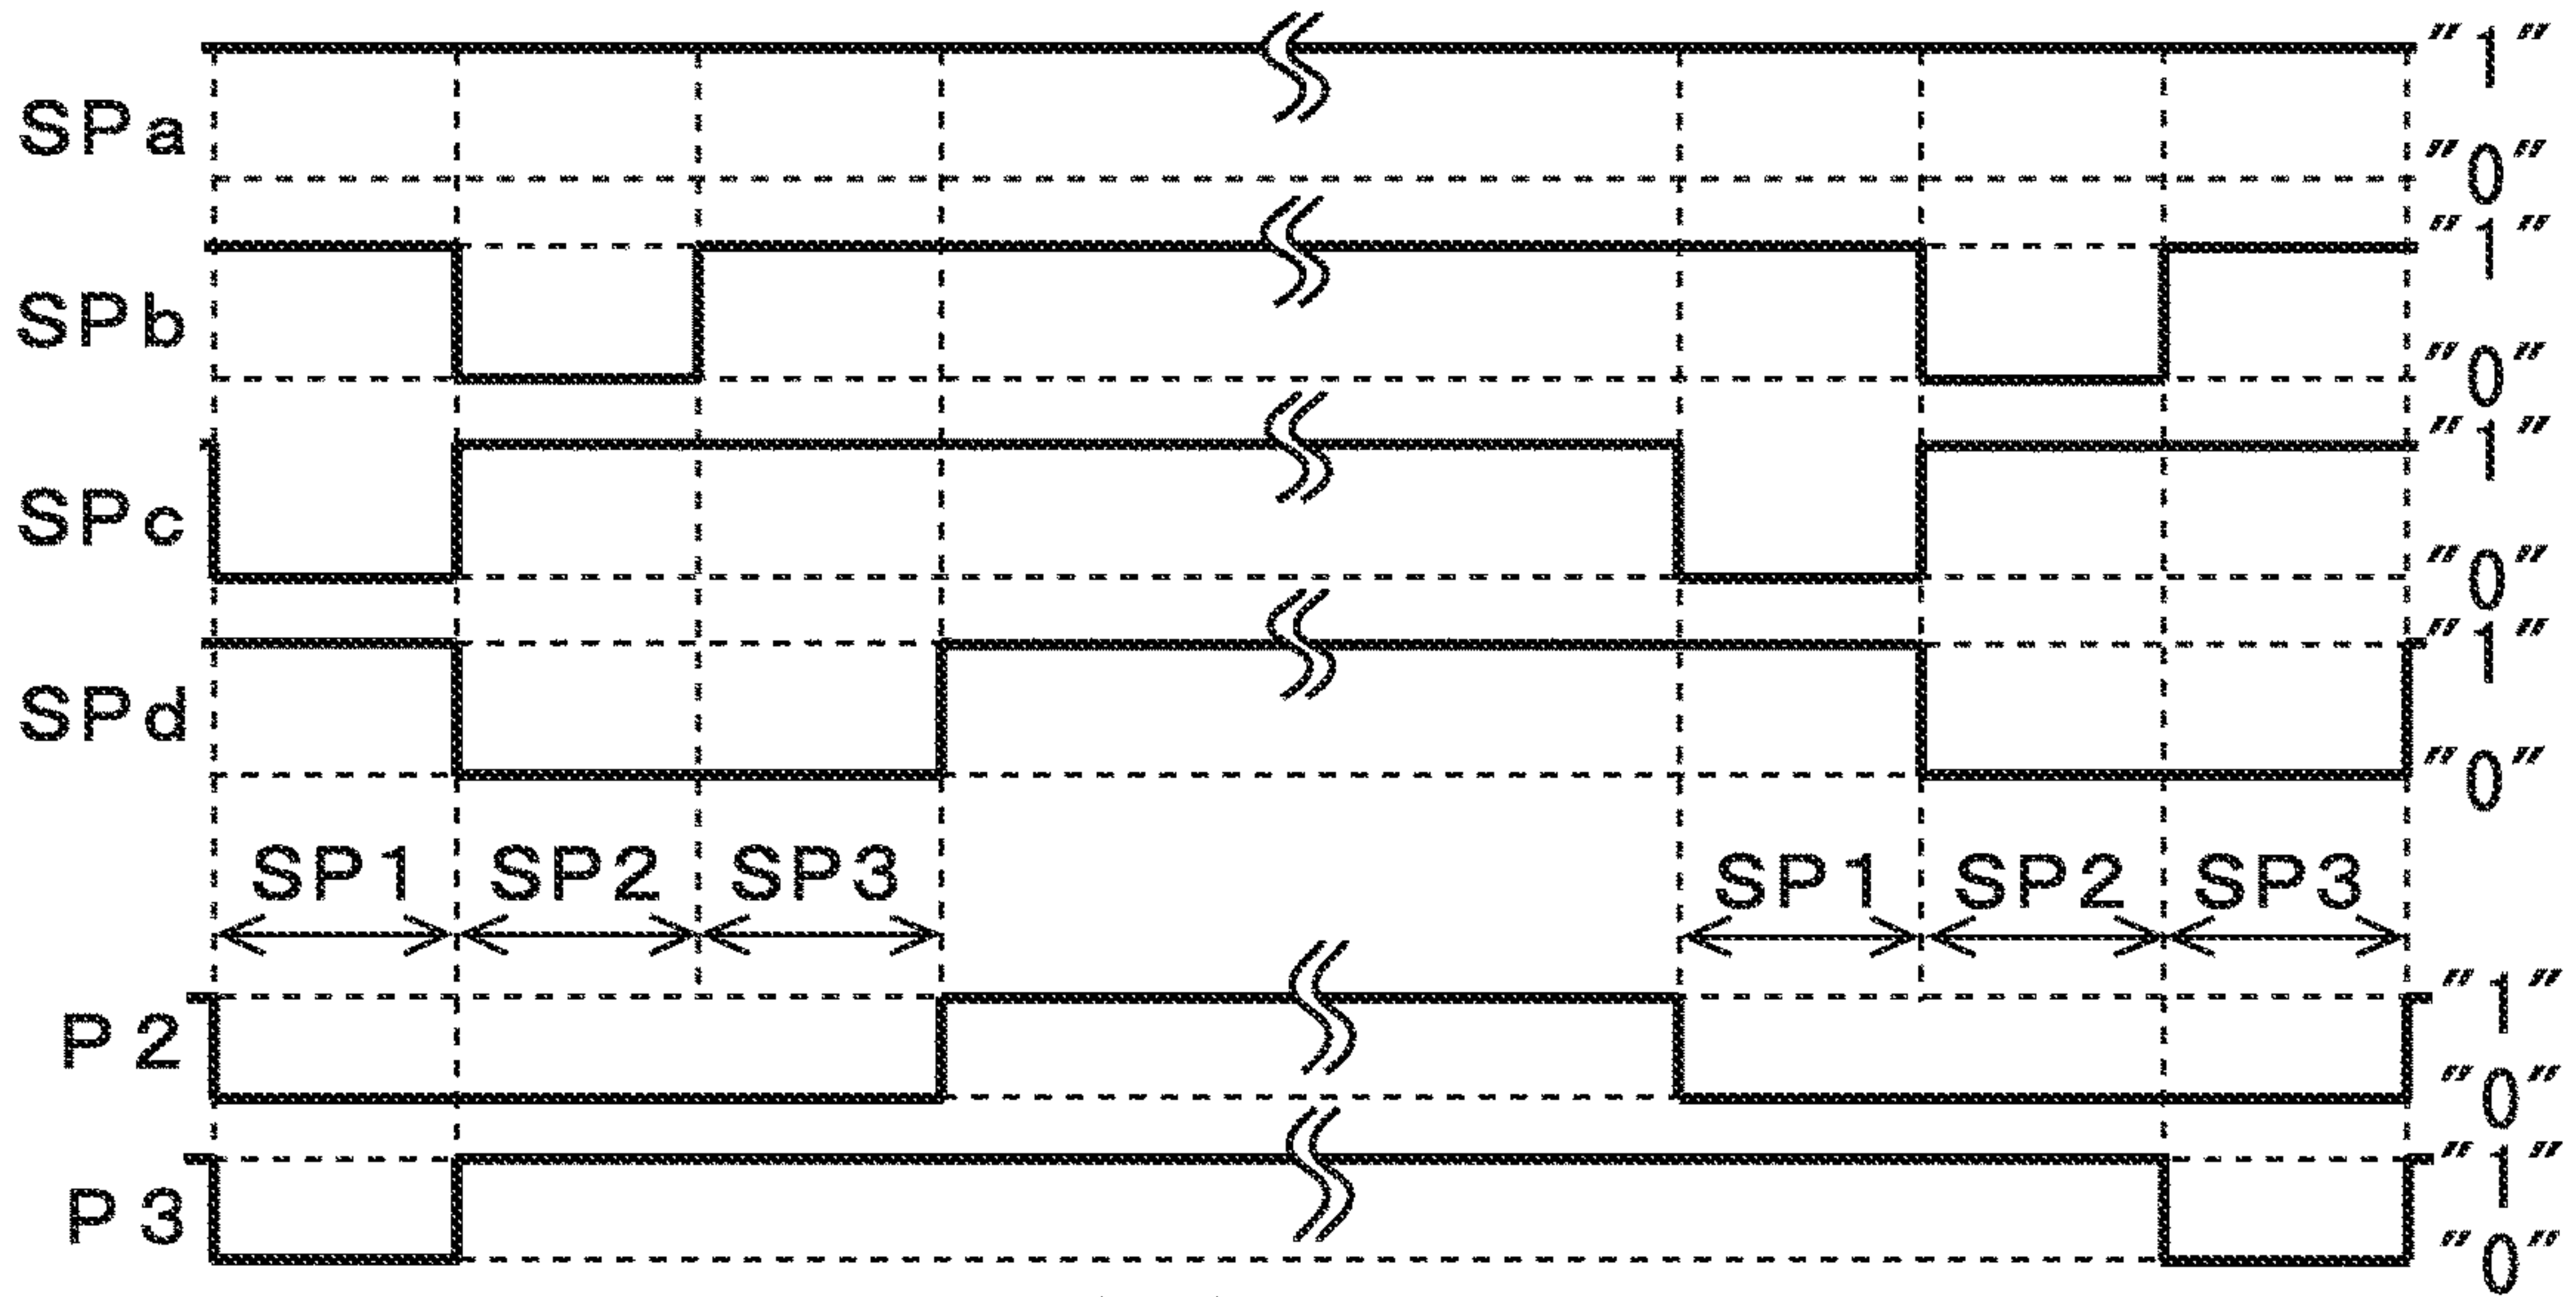 SPa "1"
"0"
SPb "1"
"0"
SPc "1"
"0"
SPd "1"
"0"
SP1 SP2 SP3 SP1 SP2 SP3
P2 "1"
"0"
P3 "1"
"0"